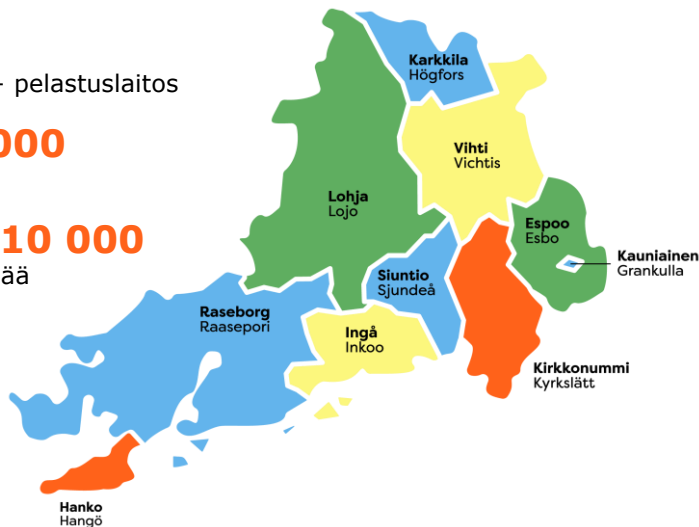 pelastuslaitos
000
10 000
Karkkila
Högfors
Vihti
Vichtis
Lohja
Lojo
Espoo
Esbo
Kauniainen
Grankulla
Siuntio
Sjundeå
Raseborg
Raasepori
Ingå
Inkoo
Kirkkonummi
Kyrkslätt
Hanko
Hangö